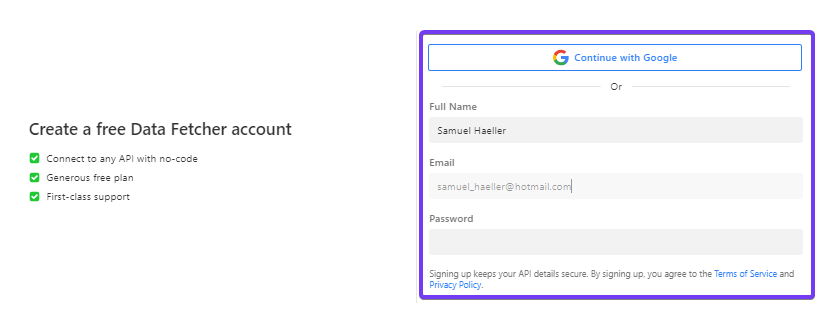 Create a free Data Fetcher account
Connect to any API with no-code
Generous free plan
First-class support
Continue with Google
Or
Full Name
Samuel Haeller
Email
samuel_haeller@hotmail.com
Password
Signing up keeps your API details secure. By signing up, you agree to the Terms of Service and
Privacy Policy.